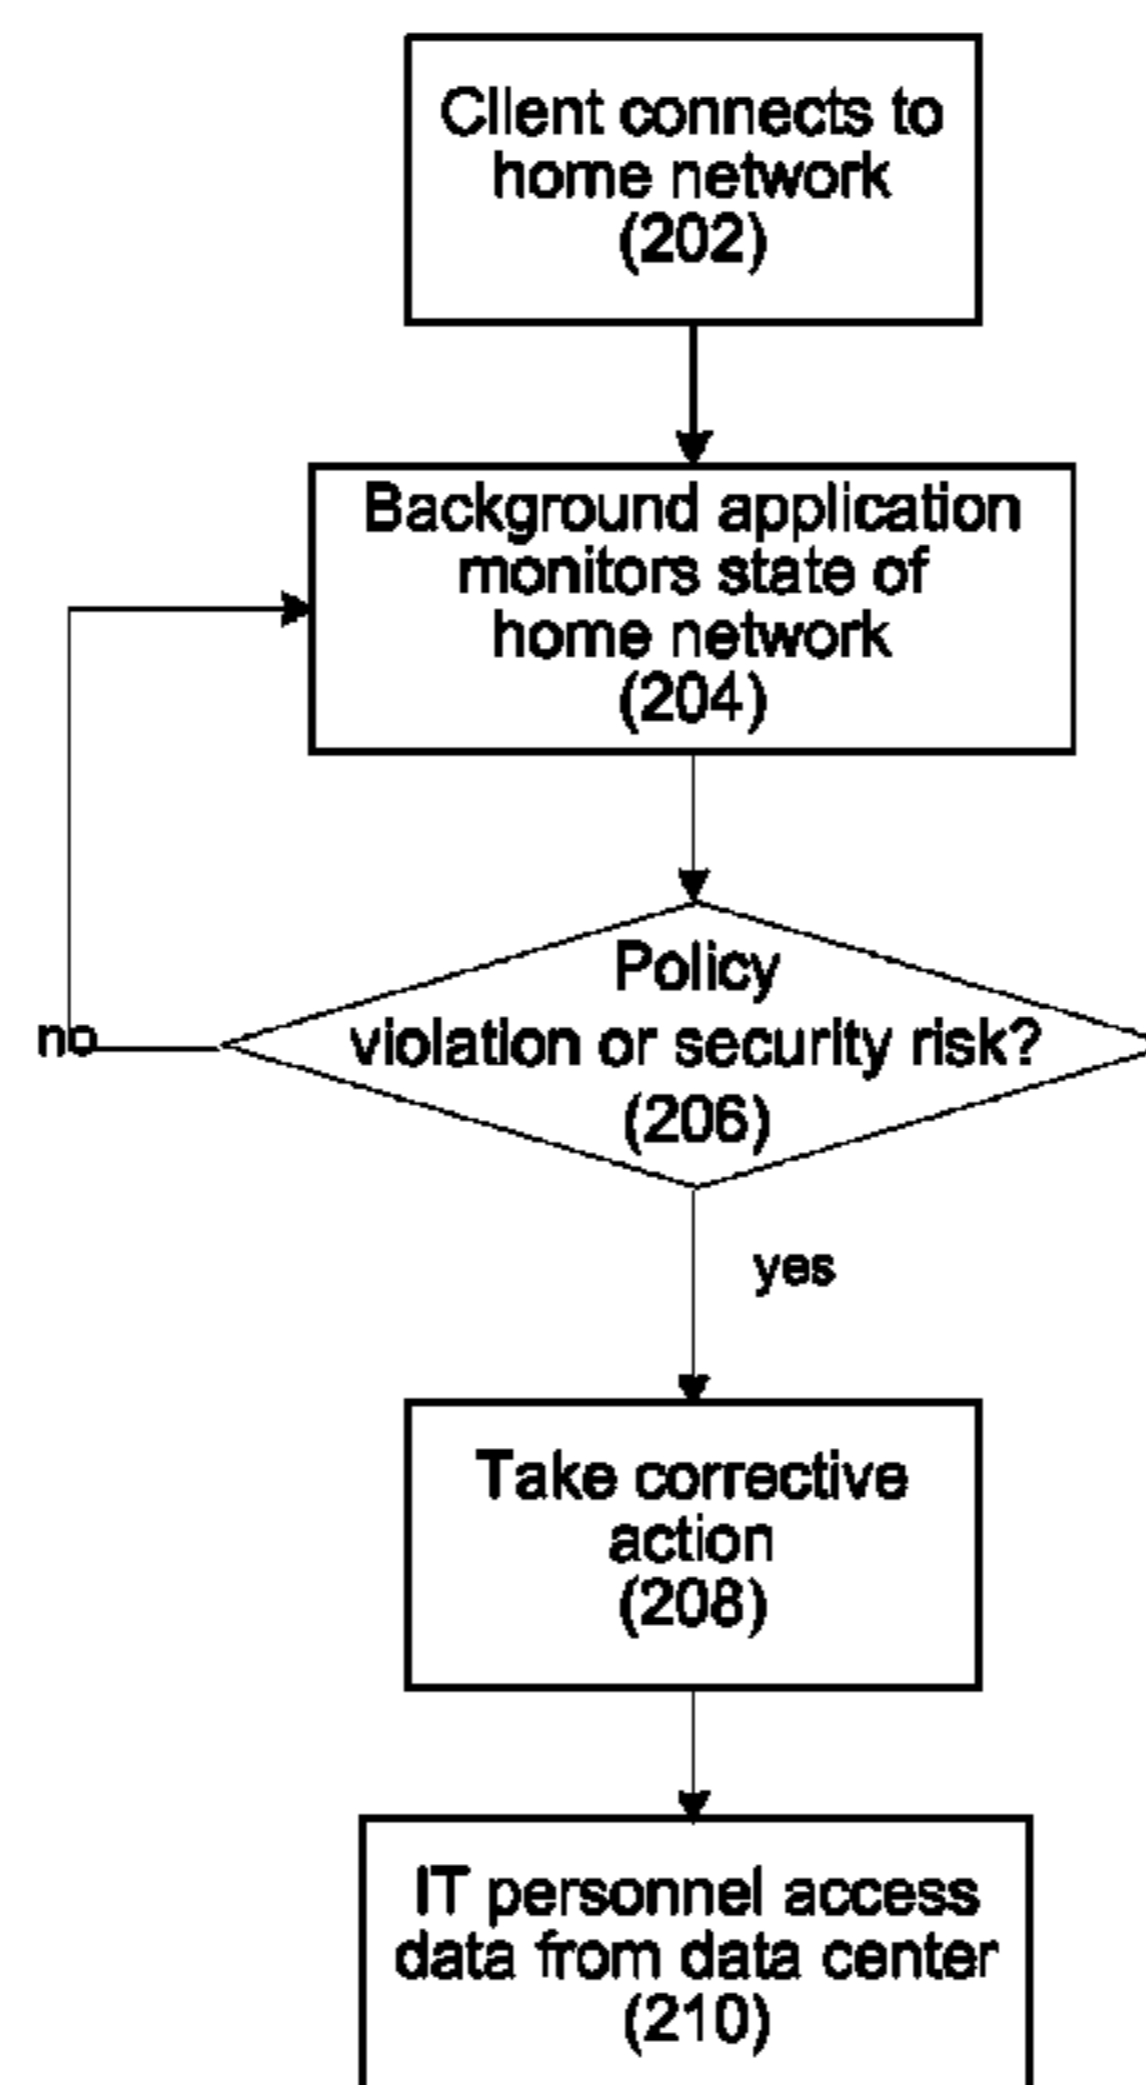 Client connects to
home network
(202)
Background application
monitors state of
home network
(204)
Policy
violation or security risk?
(206)
no
yes
Take corrective
action
(208)
IT personnel access
data from data center
(210)